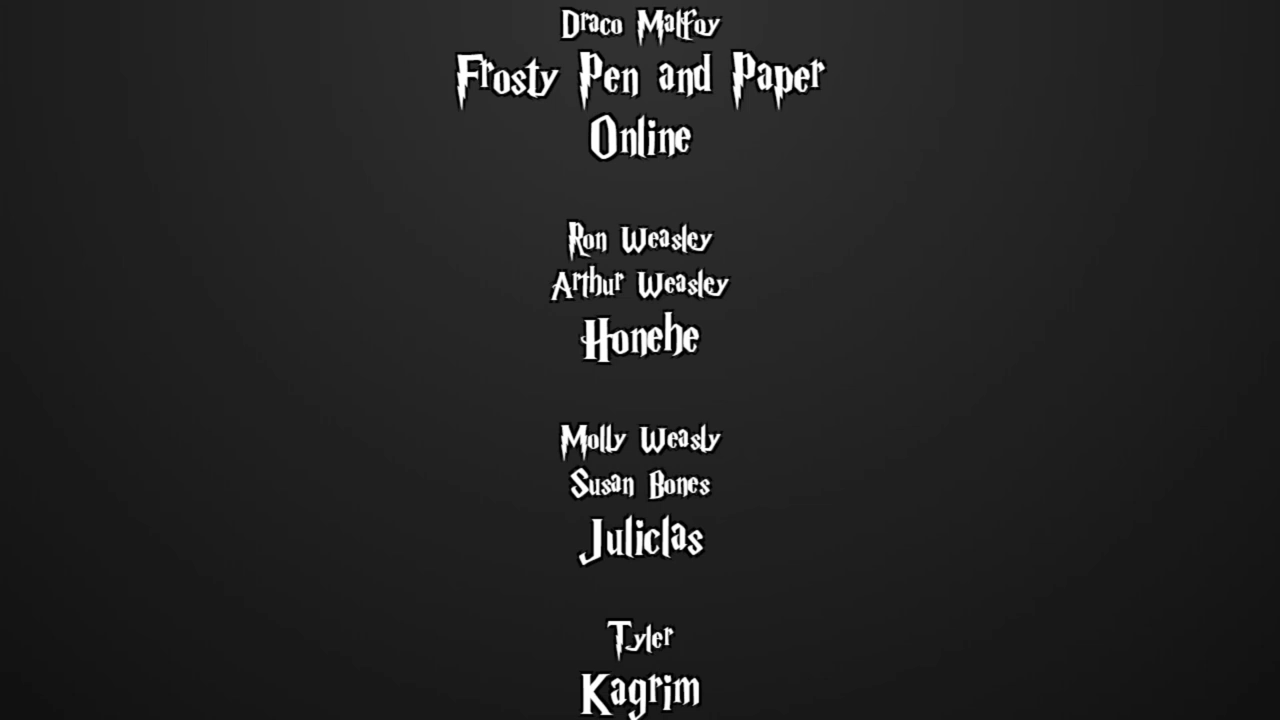 Draco Malfoy
Frosty Pen and Paper
Online
Ron Weasley
Arthur Weasley
Honehe
Molly Weasly
Susan Bones
Juliclas
Tyler
Kagrim